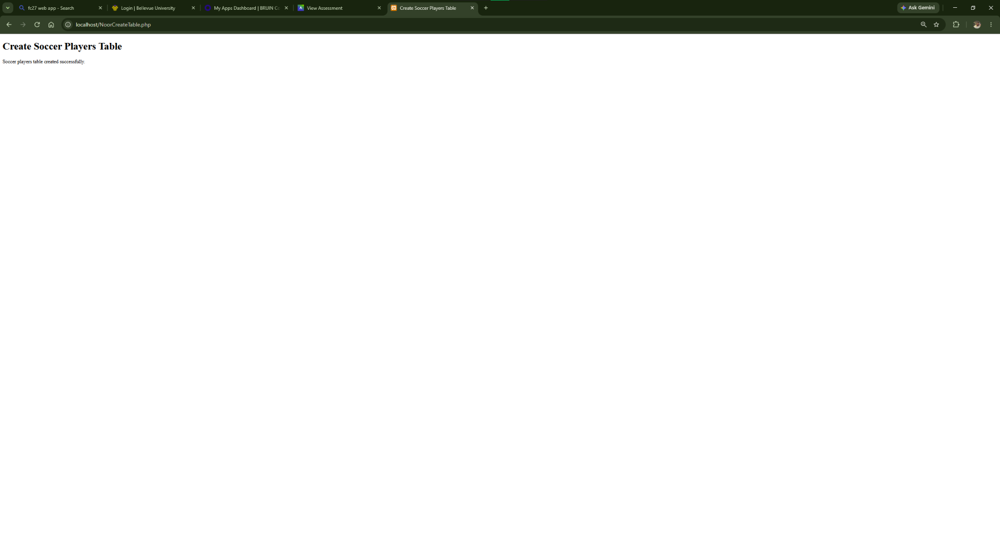 fc27 web app - Search
Login | Bellevue University
My Apps Dashboard | BRUIN Co
View Assessment
Create Soccer Players Table
Ask Gemini
localhost/NoorCreateTable.php
Create Soccer Players Table
Soccer players table created successfully.